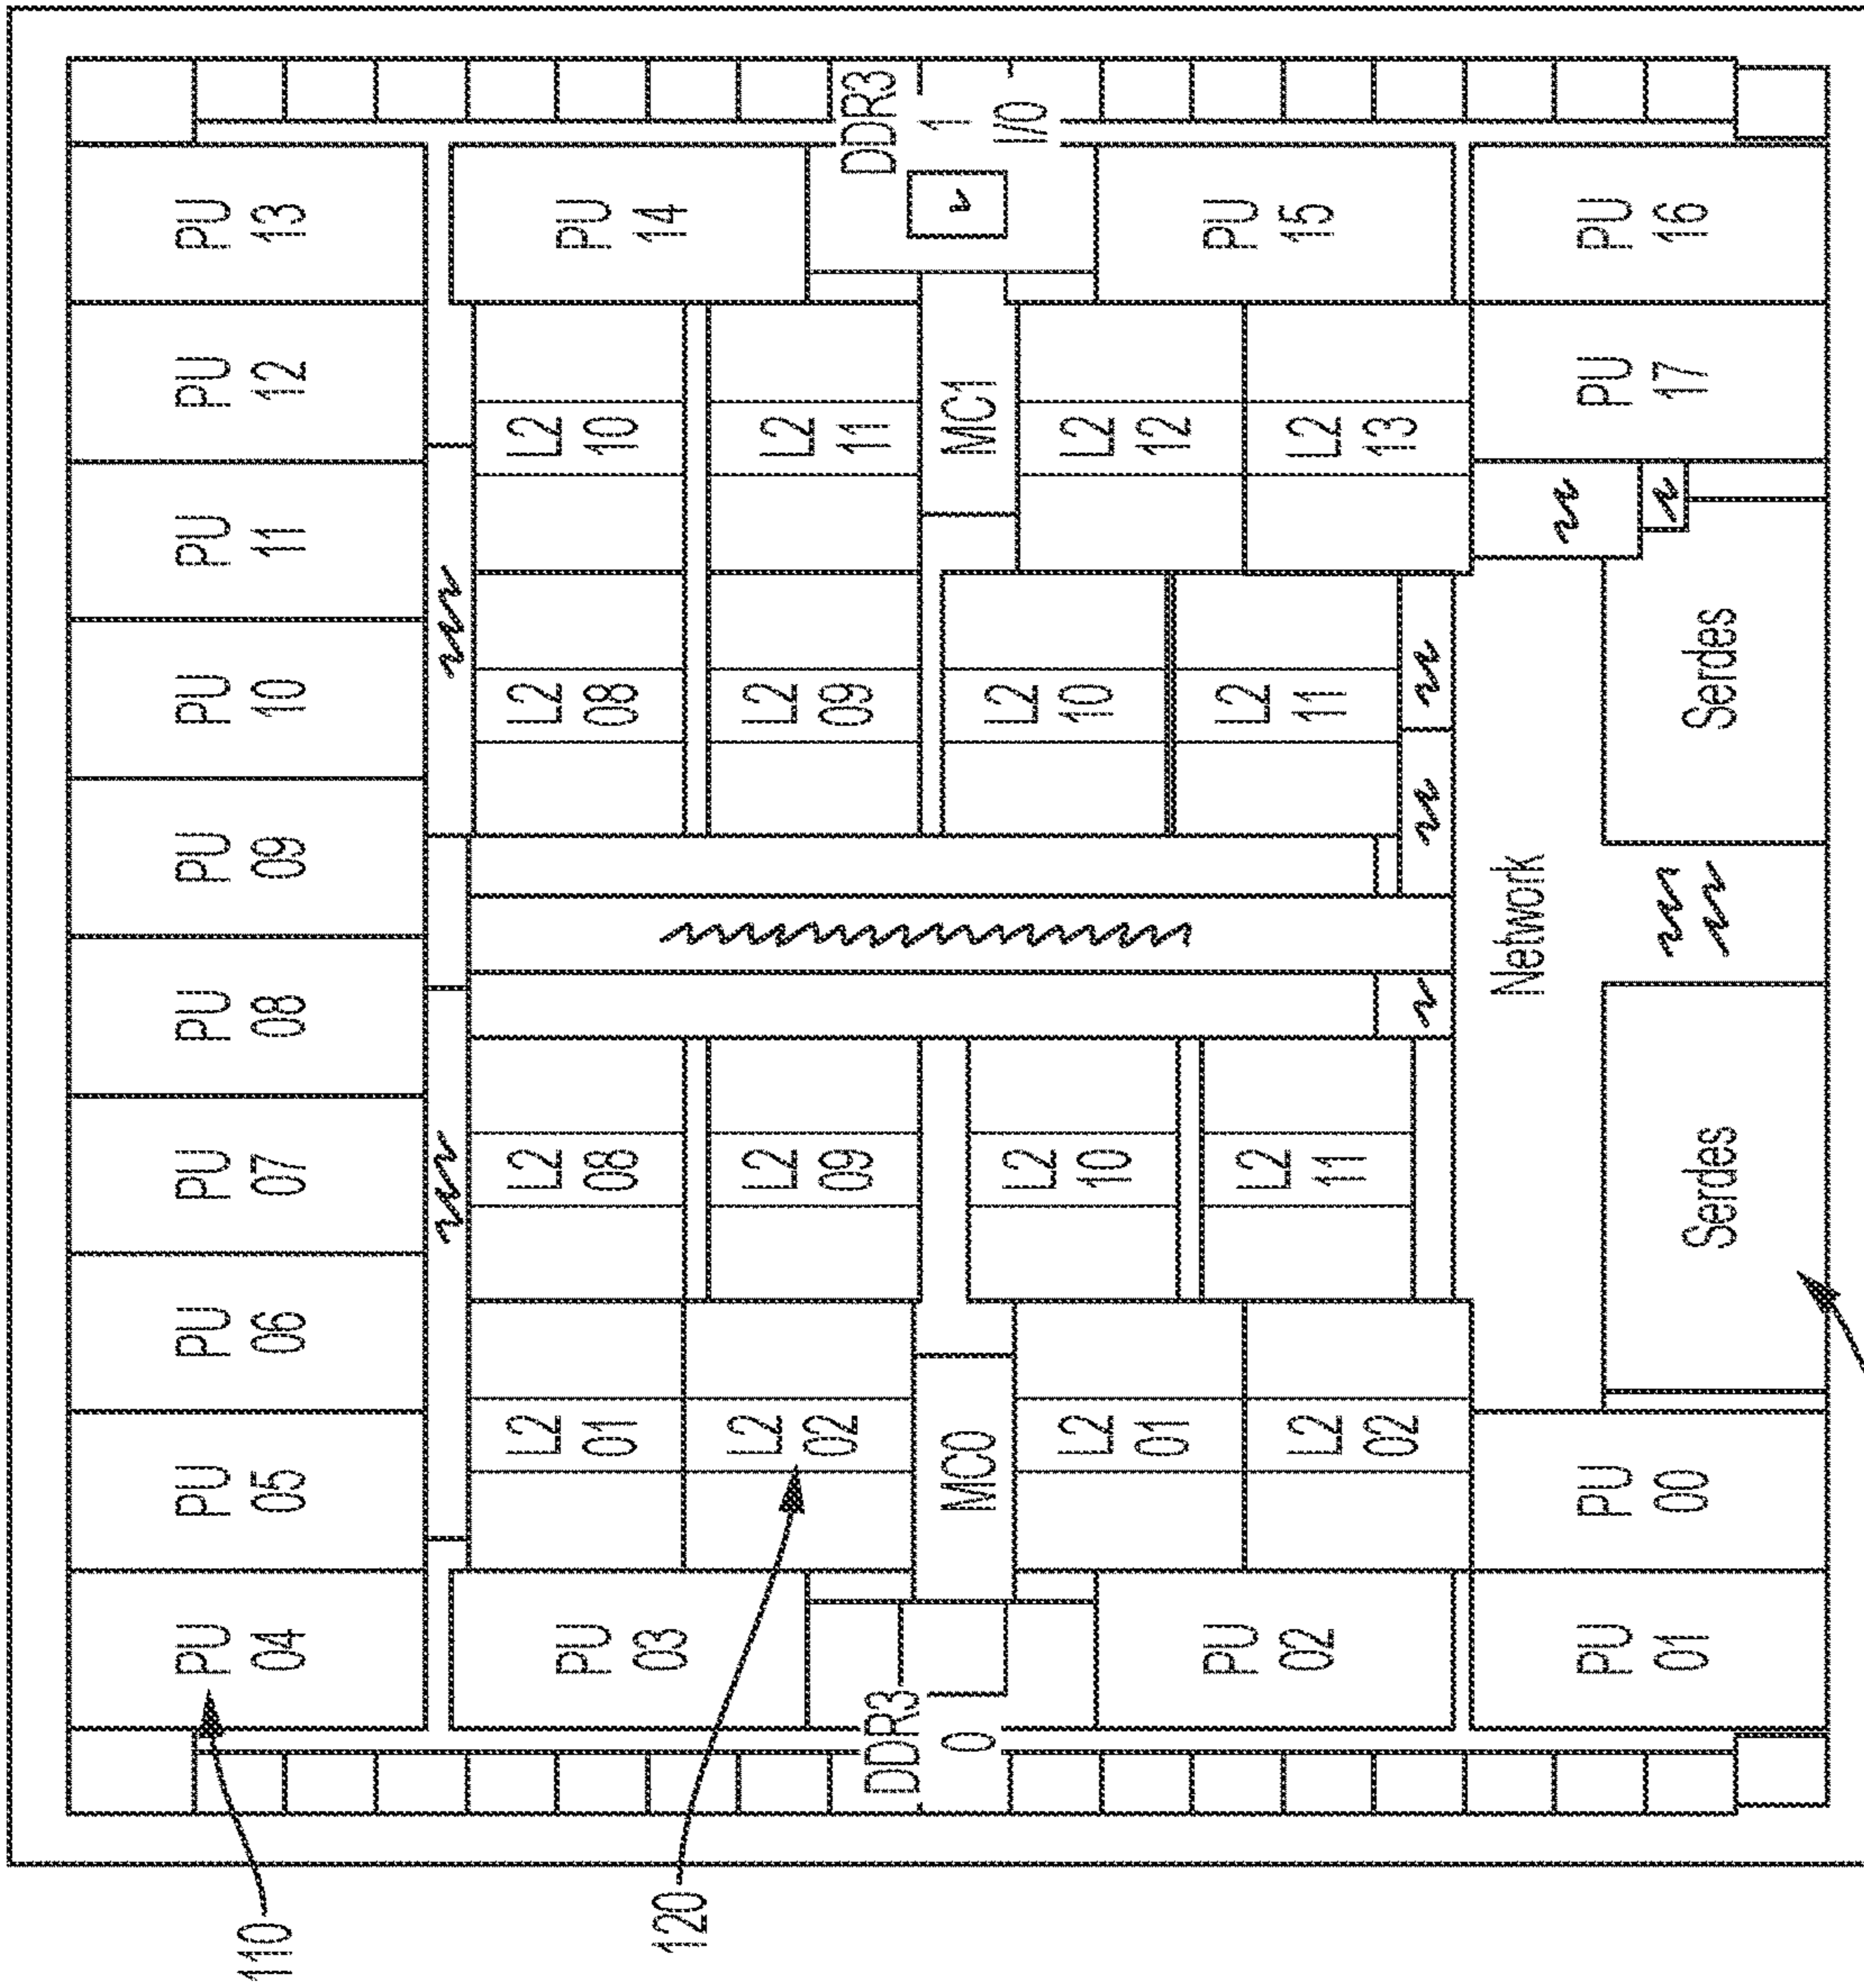 PU
13
PU
12
PU
11
PU
10
PU
09
PU
08
PU
07
PU
06
PU
05
PU
04
110
PU
14
L2
10
L2
08
L2
08
L2
01
PU
03
120
DDR3
1
I/O
L2
11
L2
09
L2
09
L2
02
MC1
MC0
DDR3
0
PU
15
L2
12
L2
10
L2
10
L2
01
PU
02
L2
13
L2
11
L2
11
L2
02
Network
PU
16
PU
17
Serdes
Serdes
PU
00
PU
01